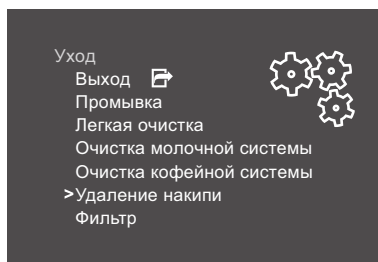 Уход
Выход
Промывка
Легкая очистка
Очистка молочной системы
Очистка кофейной системы
>Удаление накипи
Фильтр